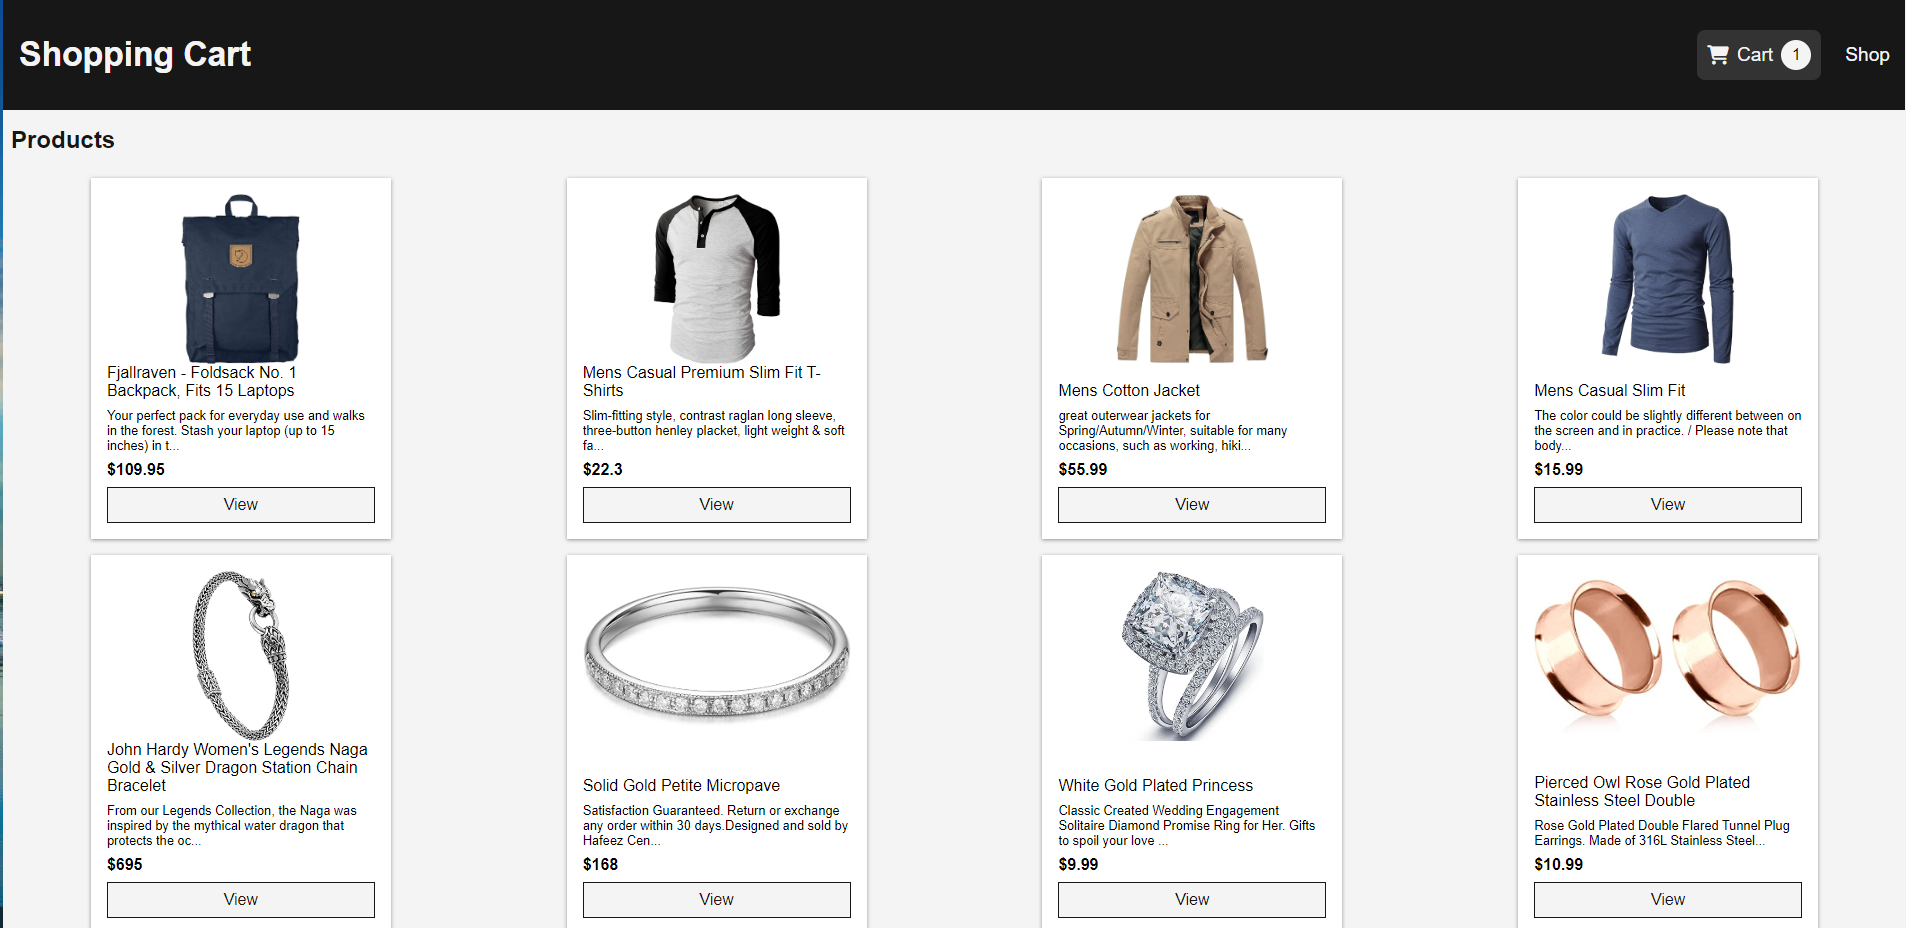 Shopping Cart
Cart 1
Shop
Products
Fjallraven - Foldsack No. 1
Backpack, Fits 15 Laptops
Your perfect pack for everyday use and walks
in the forest. Stash your laptop (up to 15
inches) in t...
$109.95
View
Mens Casual Premium Slim Fit T-
Shirts
Slim-fitting style, contrast raglan long sleeve,
three-button henley placket, light weight & soft
fa...
$22.3
View
Mens Cotton Jacket
great outerwear jackets for
Spring/Autumn/Winter, suitable for many
occasions, such as working, hiki...
$55.99
View
Mens Casual Slim Fit
The color could be slightly different between on
the screen and in practice. / Please note that
body...
$15.99
View
John Hardy Women's Legends Naga
Gold & Silver Dragon Station Chain
Bracelet
From our Legends Collection, the Naga was
inspired by the mythical water dragon that
protects the oc...
$695
View
Solid Gold Petite Micropave
Satisfaction Guaranteed. Return or exchange
any order within 30 days.Designed and sold by
Hafeez Cen...
$168
View
White Gold Plated Princess
Classic Created Wedding Engagement
Solitaire Diamond Promise Ring for Her. Gifts
to spoil your love ...
$9.99
View
Pierced Owl Rose Gold Plated
Stainless Steel Double
Rose Gold Plated Double Flared Tunnel Plug
Earrings. Made of 316L Stainless Steel...
$10.99
View